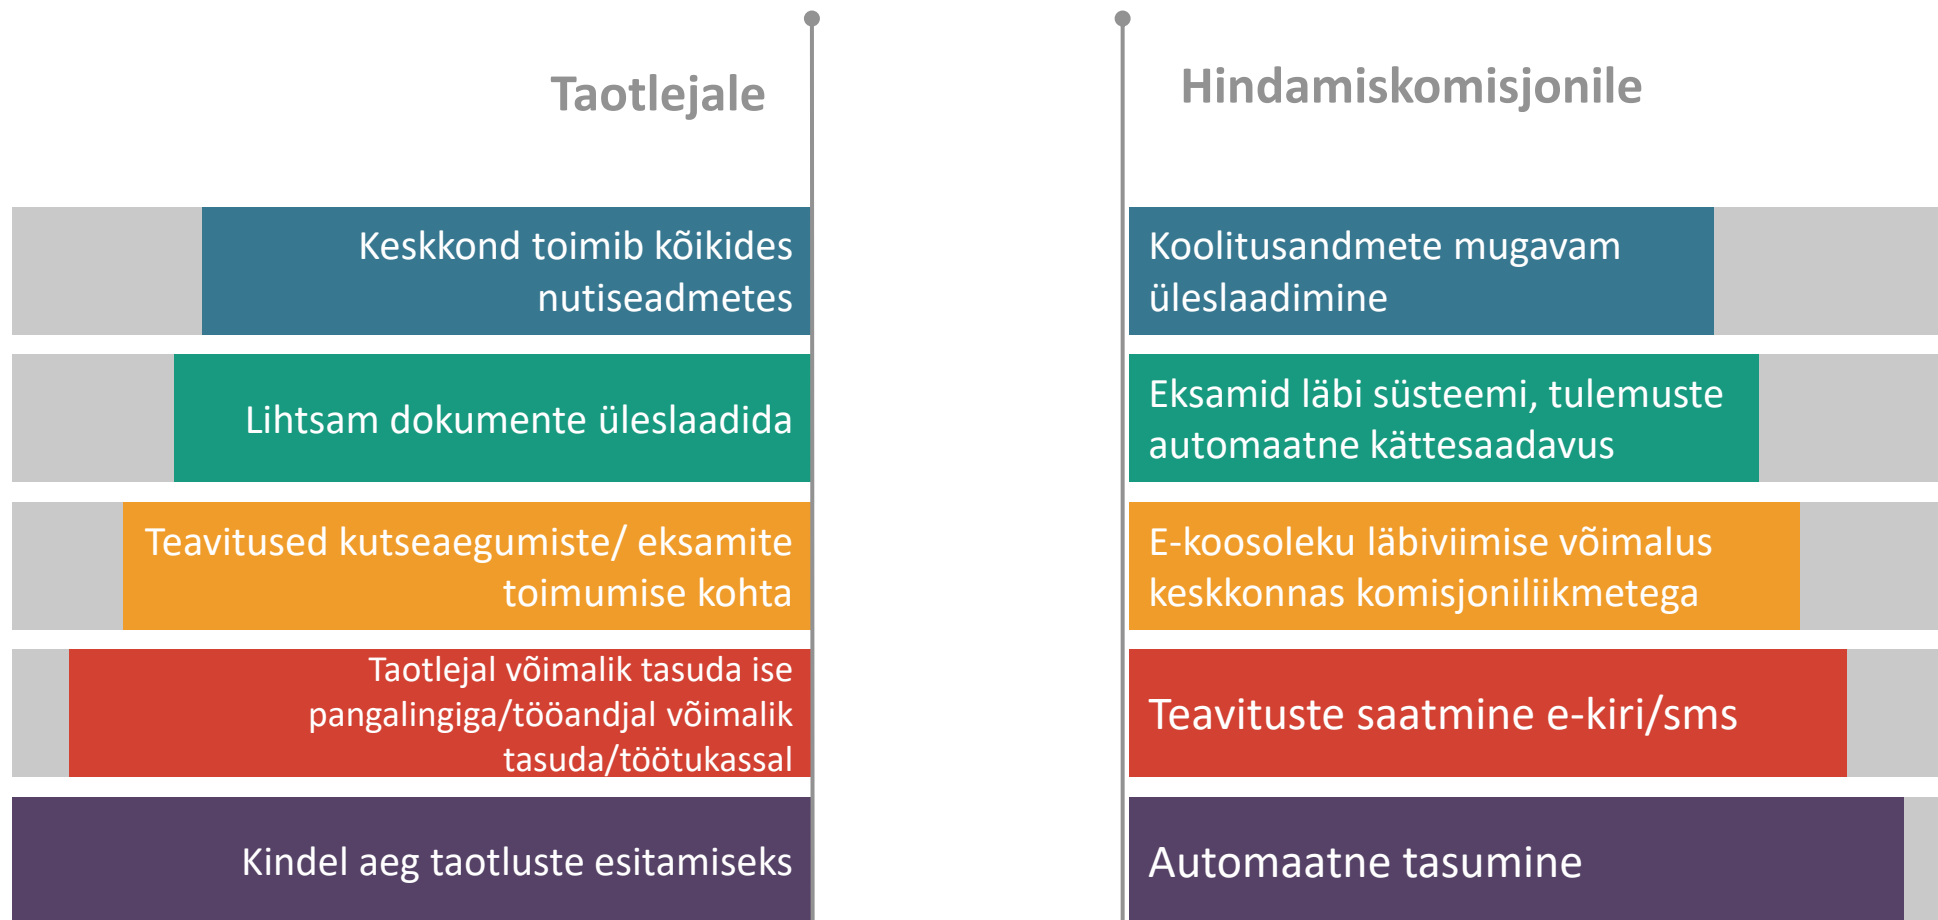 Taotlejale
Keskkond toimib kõikides
nutiseadmetes
Lihtsam dokumente üleslaadida
Teavitused kutseaegumiste/ eksamite
toimumise kohta
Taotlejal võimalik tasuda ise
pangalingiga/tööandjal võimalik
tasuda/töötukassal
Kindel aeg taotluste esitamiseks
Hindamiskomisjonile
Koolitusandmete mugavam
üleslaadimine
Eksamid läbi süsteemi, tulemuste
automaatne kättesaadavus
E-koosoleku läbiviimise võimalus
keskkonnas komisjoniliikmetega
Teavituste saatmine e-kiri/sms
Automaatne tasumine